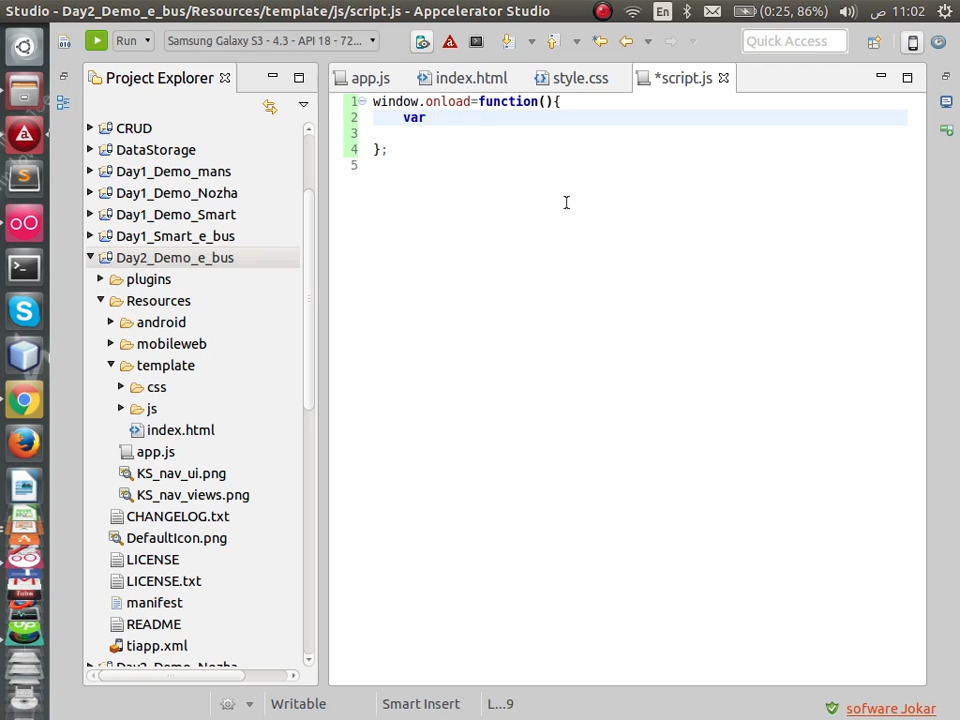 Studio - Day2_Demo_e_bus/Resources/template/js/script.js - Appcelerator Studio
En
(0:25, 86%)
11:02 ص
Run
Samsung Galaxy S3 - 4.3 - API 18 - 72...
Quick Access
Project Explorer
app.js
index.html
style.css
*script.js
CRUD
DataStorage
Day1_Demo_mans
Day1_Demo_Nozha
Day1_Demo_Smart
Day1_Smart_e_bus
Day2_Demo_e_bus
plugins
Resources
android
mobileweb
template
css
js
index.html
app.js
KS_nav_ui.png
KS_nav_views.png
CHANGELOG.txt
DefaultIcon.png
LICENSE
LICENSE.txt
manifest
README
tiapp.xml
Day2_Demo_Nozha
1 window.onload=function(){
2 var
3
4 };
5
Writable
Smart Insert
L...9
sofware Jokar